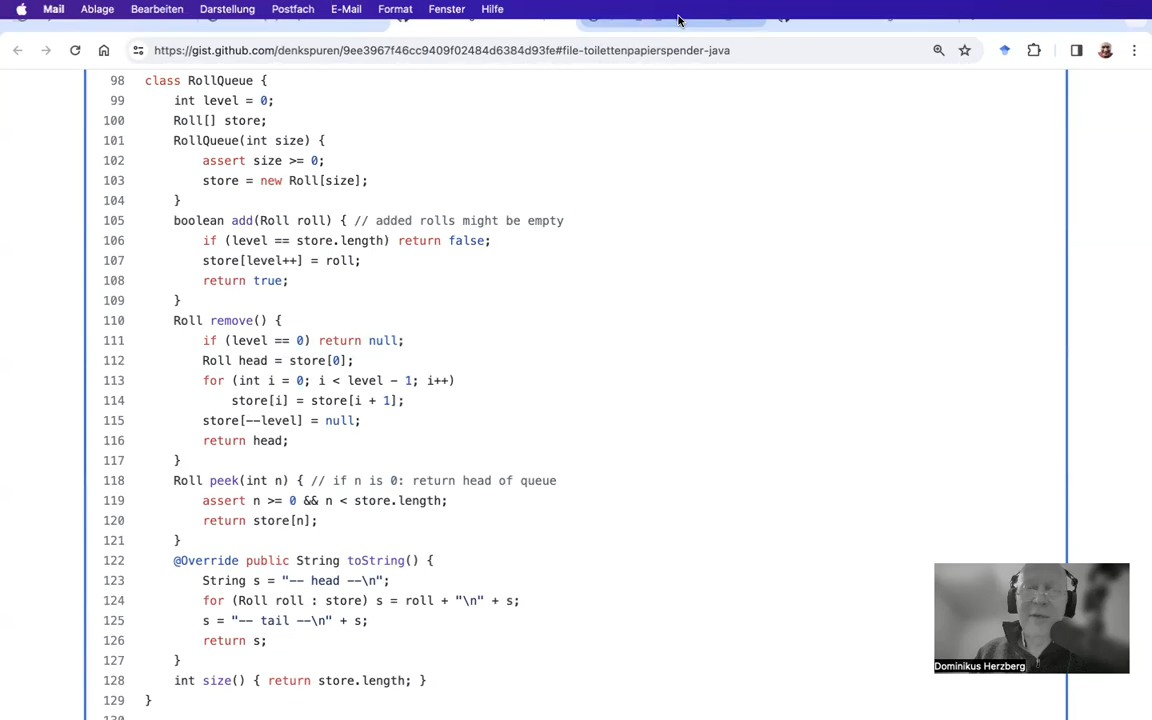 Mail Ablage Bearbeiten Darstellung Postfach E-Mail Format Fenster Hilfe
https://gist.github.com/denkspuren/9ee3967f46cc9409f02484d6384d93fe#file-toilettenpapierspender-java
98 class RollQueue {
99 int level = 0;
100 Roll[] store;
101 RollQueue(int size) {
102 assert size >= 0;
103 store = new Roll[size];
104 }
105 boolean add(Roll roll) { // added rolls might be empty
106 if (level == store.length) return false;
107 store[level++] = roll;
108 return true;
109 }
110 Roll remove() {
111 if (level == 0) return null;
112 Roll head = store[0];
113 for (int i = 0; i < level - 1; i++)
114 store[i] = store[i + 1];
115 store[--level] = null;
116 return head;
117 }
118 Roll peek(int n) { // if n is 0: return head of queue
119 assert n >= 0 && n < store.length;
120 return store[n];
121 }
122 @Override public String toString() {
123 String s = "-- head --\n";
124 for (Roll roll : store) s = roll + "\n" + s;
125 s = "-- tail --\n" + s;
126 return s;
127 }
128 int size() { return store.length; }
129 }
Dominikus Herzberg